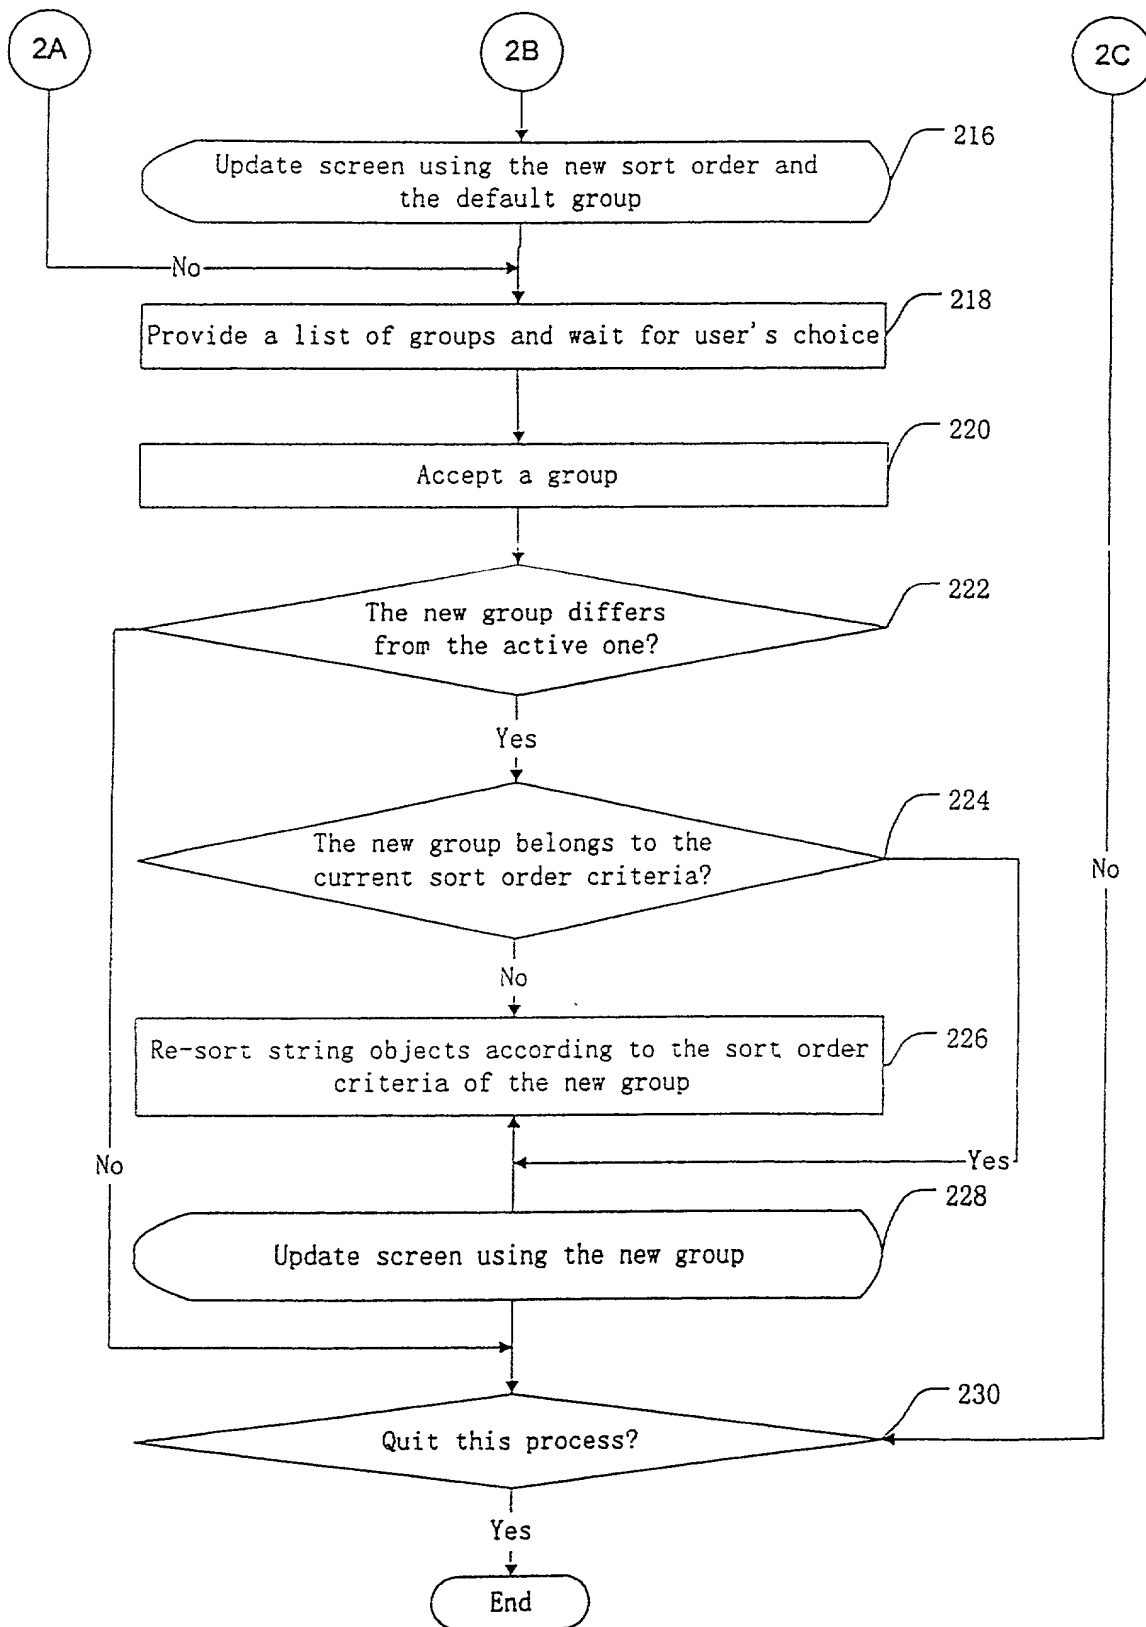 2A
2B
2C
216
Update screen using the new sort order and
the default group
No
218
Provide a list of groups and wait for user's choice
220
Accept a group
222
The new group differs
from the active one?
Yes
224
The new group belongs to the
current sort order criteria?
No
No
226
Re-sort string objects according to the sort order
criteria of the new group
No
Yes
228
Update screen using the new group
230
Quit this process?
Yes
End